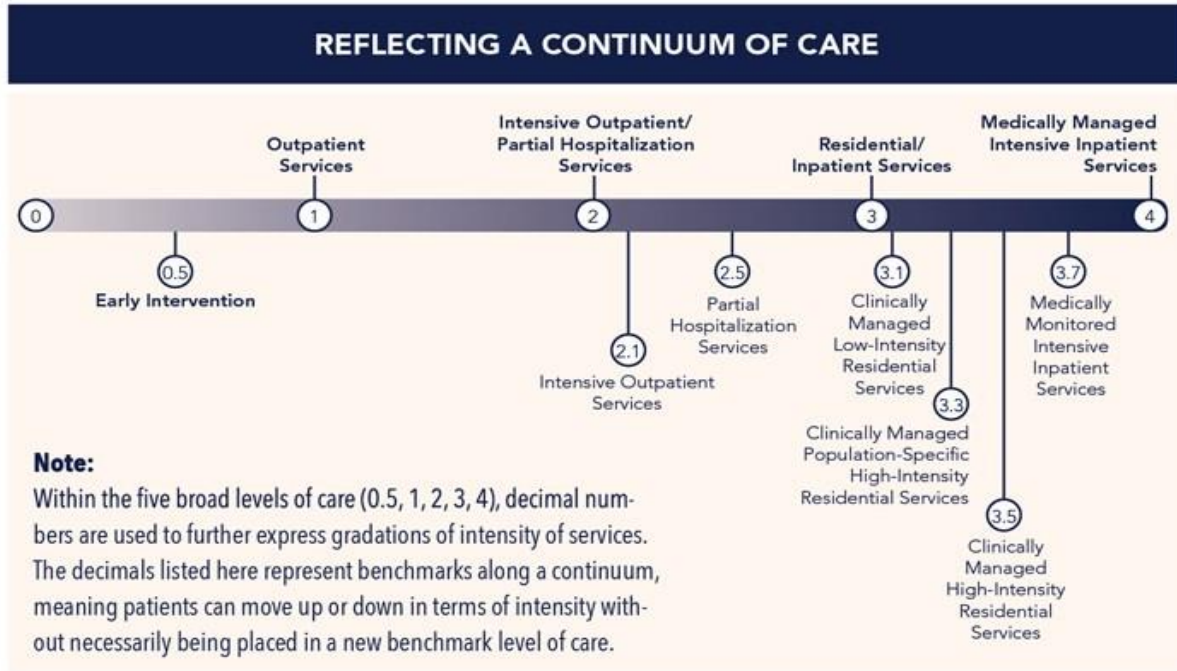 REFLECTING A CONTINUUM OF CARE
Outpatient
Services
Intensive Outpatient/
Partial Hospitalization
Services
Residential/
Inpatient Services
Medically Managed
Intensive Inpatient
Services
0
1
2
3
4
0.5
Early Intervention
2.1
Intensive Outpatient
Services
2.5
Partial
Hospitalization
Services
3.1
Clinically
Managed
Low-Intensity
Residential
Services
3.3
Clinically Managed
Population-Specific
High-Intensity
Residential Services
3.5
Clinically
Managed
High-Intensity
Residential
Services
3.7
Medically
Monitored
Intensive
Inpatient
Services
Note:
Within the five broad levels of care (0.5, 1, 2, 3, 4), decimal num-
bers are used to further express gradations of intensity of services.
The decimals listed here represent benchmarks along a continuum,
meaning patients can move up or down in terms of intensity with-
out necessarily being placed in a new benchmark level of care.